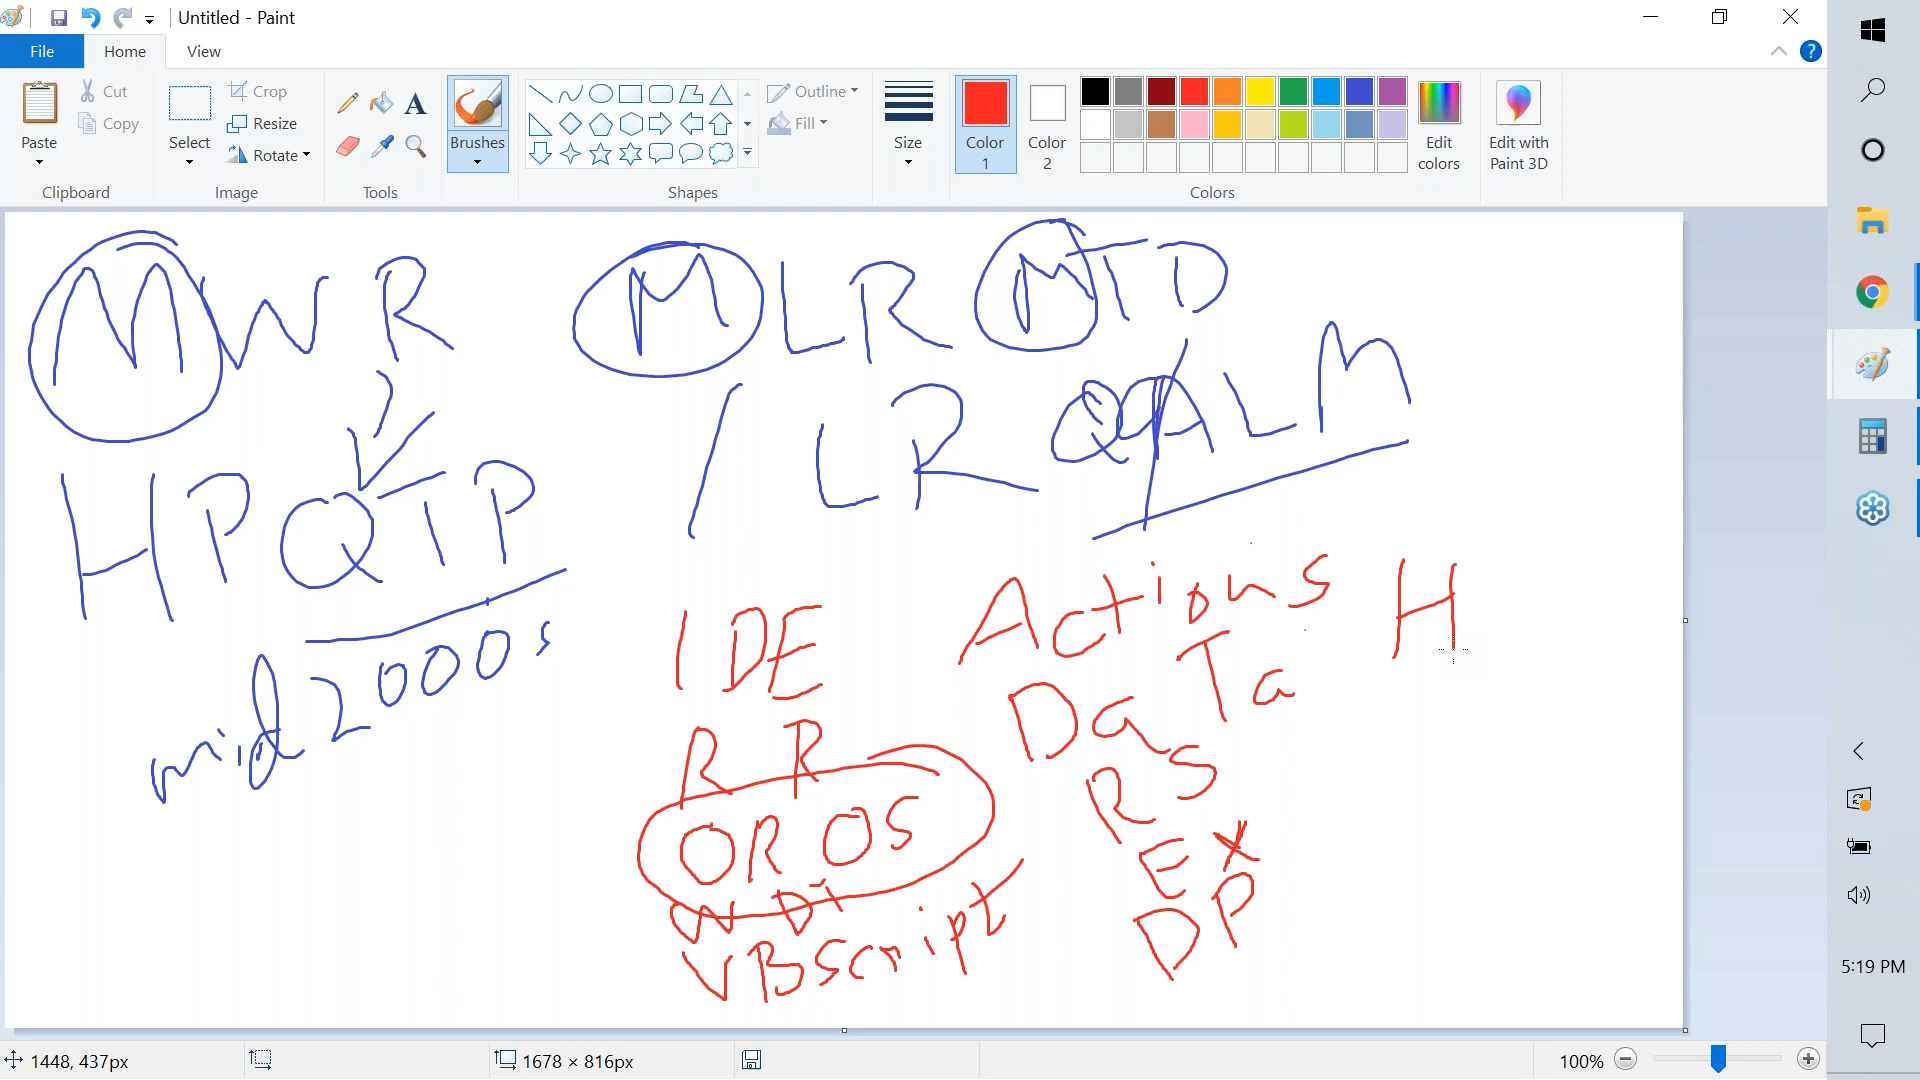 Untitled - Paint
File Home View
Paste Cut Copy Select Crop Resize Rotate Brushes Outline Fill Size Color 1 Color 2 Edit colors Edit with Paint 3D
Clipboard Image Tools Shapes Colors
MWR MLR MTD
HPQTP / LR QALM
mid 2000s
IDE Actions H
RR Data
OROS RS
VBScript EX
DP
5:19 PM
1448, 437px 1678 × 816px 100%